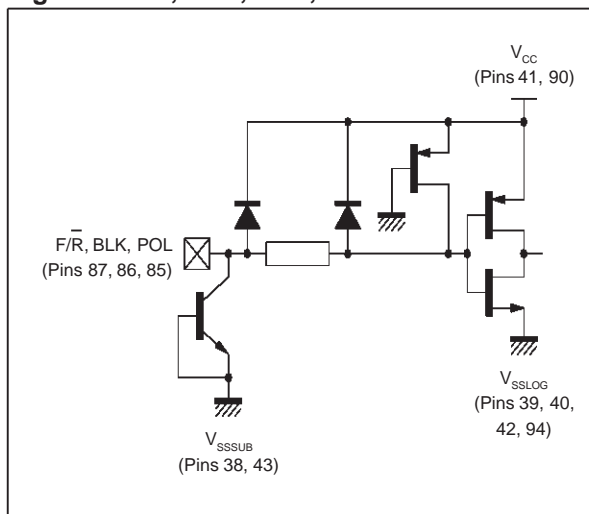 V_CC
(Pins 41, 90)
F/R̅, BLK, POL
(Pins 87, 86, 85)
V_SSLOG
(Pins 39, 40,
42, 94)
V_SSSUB
(Pins 38, 43)